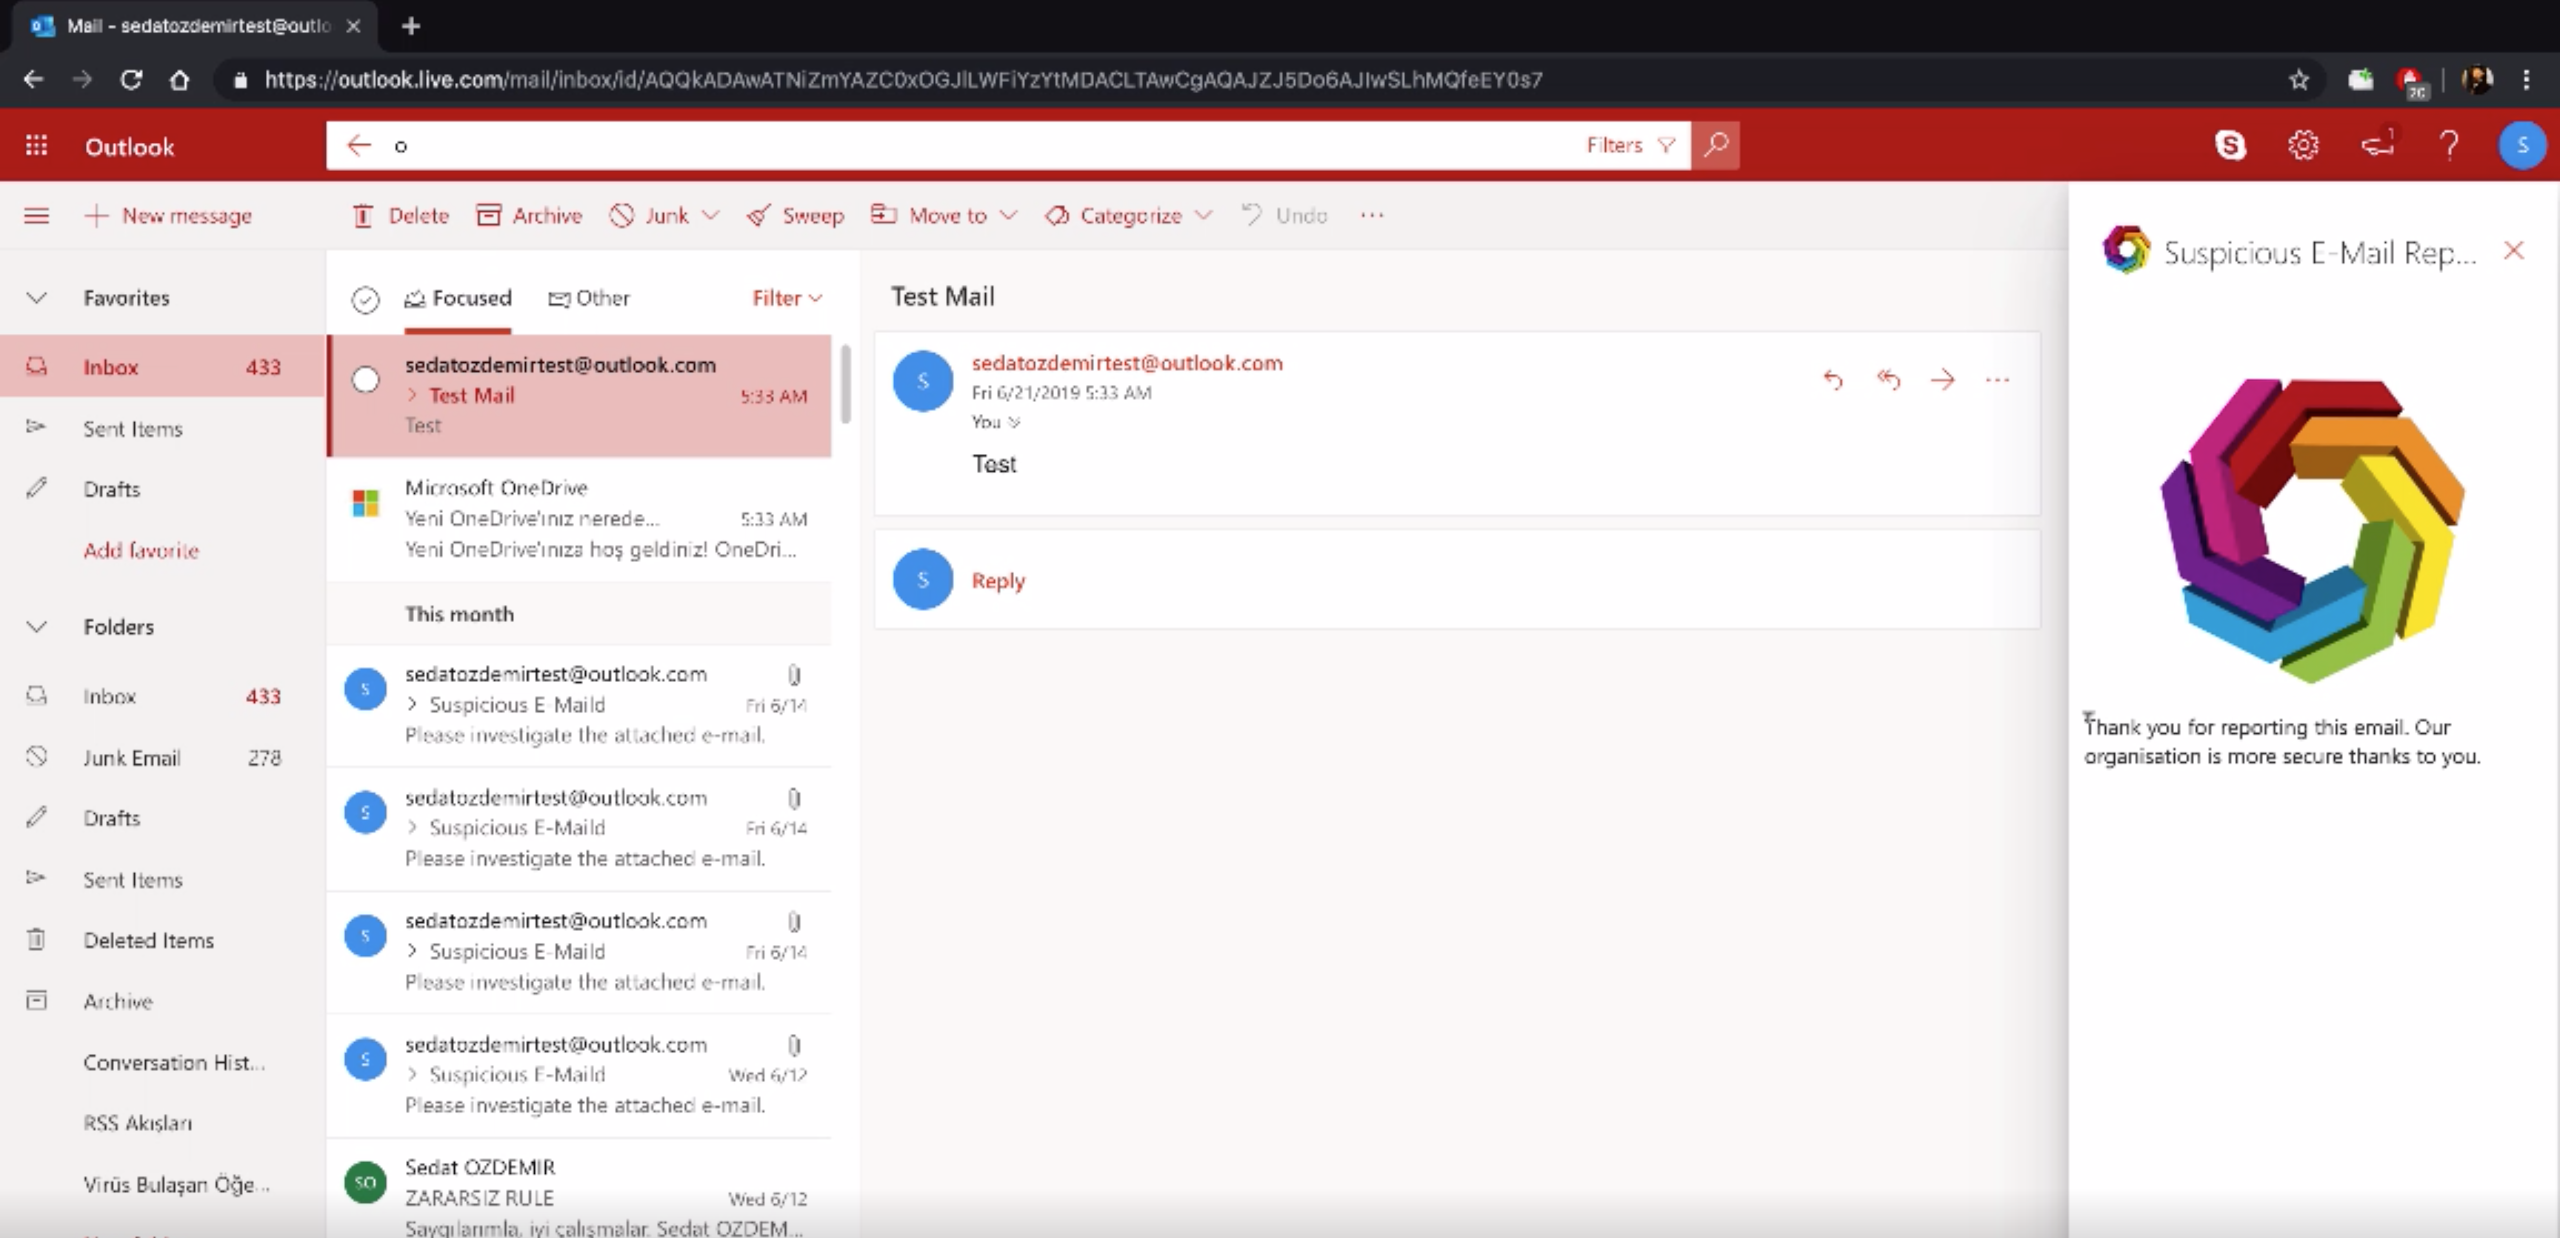 Mail - sedatozdemirtest@outlo
https://outlook.live.com/mail/inbox/id/
20
Outlook
o
Filters
S
1
?
S
New message
Delete
Archive
Junk
Sweep
Move to
Categorize
Undo
Favorites
Inbox 433
Sent Items
Drafts
Add favorite
Folders
Inbox 433
Junk Email 278
Drafts
Sent Items
Deleted Items
Archive
Conversation Hist...
RSS Akışları
Virüs Bulaşan Öğe...
Focused
Other
Filter
sedatozdemirtest@outlook.com
Test Mail 5:33 AM
Test
Microsoft OneDrive
Yeni OneDrive'ınız nerede... 5:33 AM
Yeni OneDrive'ınıza hoş geldiniz! OneDri...
This month
S
sedatozdemirtest@outlook.com
Suspicious E-Maild Fri 6/14
Please investigate the attached e-mail.
S
sedatozdemirtest@outlook.com
Suspicious E-Maild Fri 6/14
Please investigate the attached e-mail.
S
sedatozdemirtest@outlook.com
Suspicious E-Maild Fri 6/14
Please investigate the attached e-mail.
S
sedatozdemirtest@outlook.com
Suspicious E-Maild Wed 6/12
Please investigate the attached e-mail.
SO
Sedat OZDEMIR
ZARARSIZ RULE Wed 6/12
Saygılarımla, iyi çalışmalar. Sedat OZDEM...
Test Mail
S
sedatozdemirtest@outlook.com
Fri 6/21/2019 5:33 AM
You
Test
S
Reply
Suspicious E-Mail Rep...
Thank you for reporting this email. Our
organisation is more secure thanks to you.